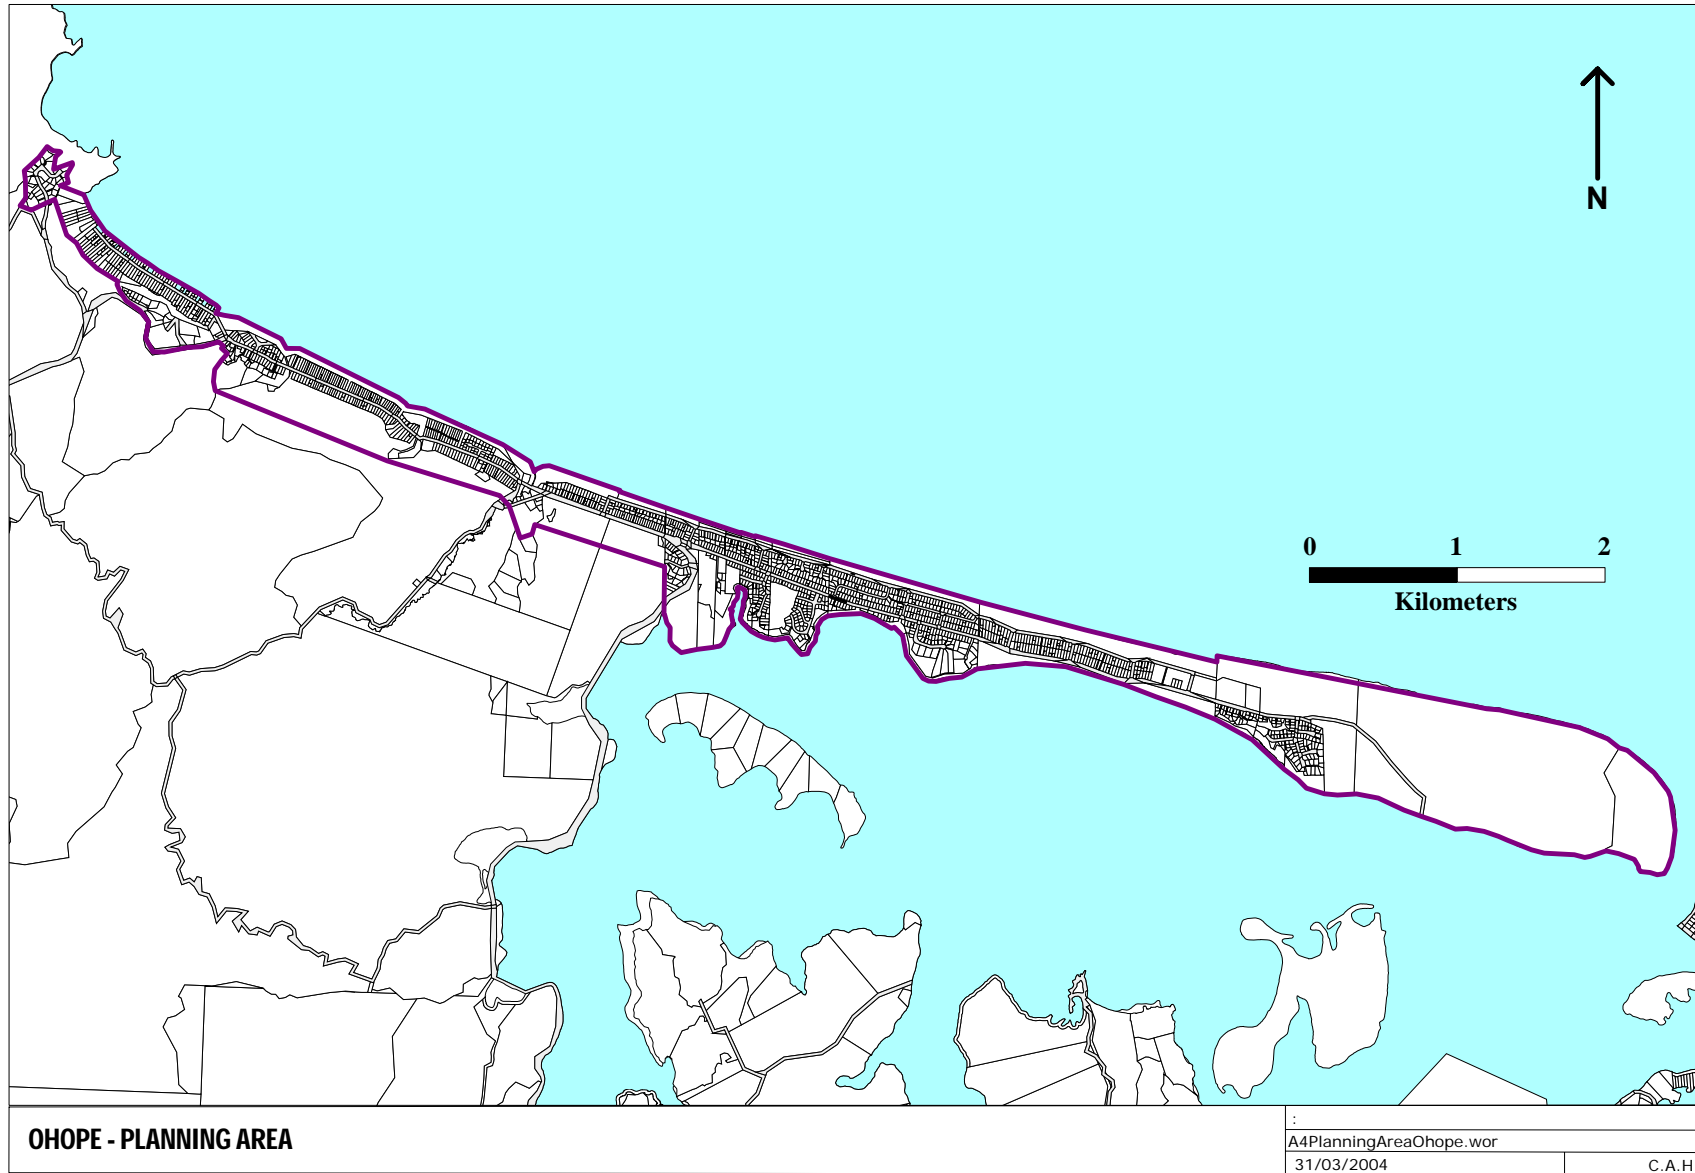 N
0 1 2
Kilometers
OHOPE - PLANNING AREA
:
A4PlanningAreaOhope.wor
31/03/2004 C.A.H